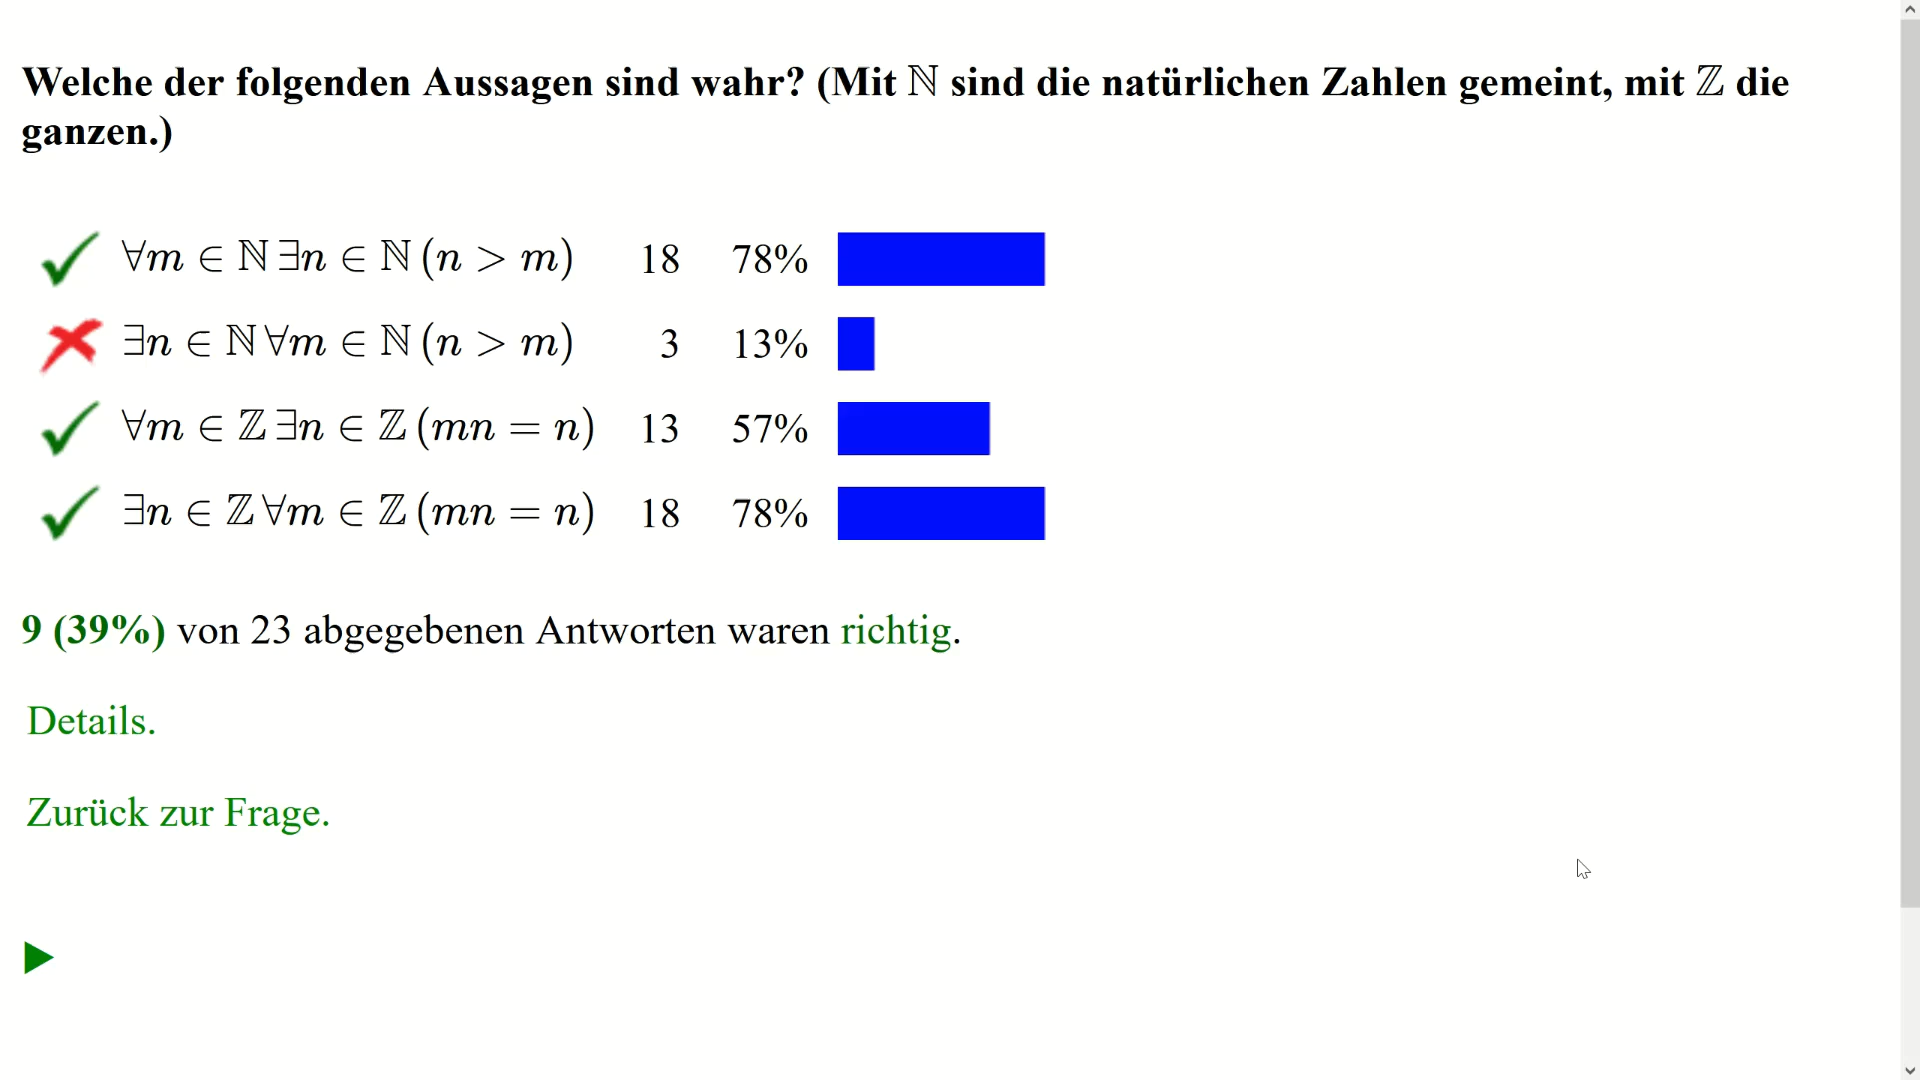 Welche der folgenden Aussagen sind wahr? (Mit ℕ sind die natürlichen Zahlen gemeint, mit ℤ die
ganzen.)
∀m ∈ ℕ ∃n ∈ ℕ (n > m) 18 78%
∃n ∈ ℕ ∀m ∈ ℕ (n > m) 3 13%
∀m ∈ ℤ ∃n ∈ ℤ (mn = n) 13 57%
∃n ∈ ℤ ∀m ∈ ℤ (mn = n) 18 78%
9 (39%) von 23 abgegebenen Antworten waren richtig.
Details.
Zurück zur Frage.